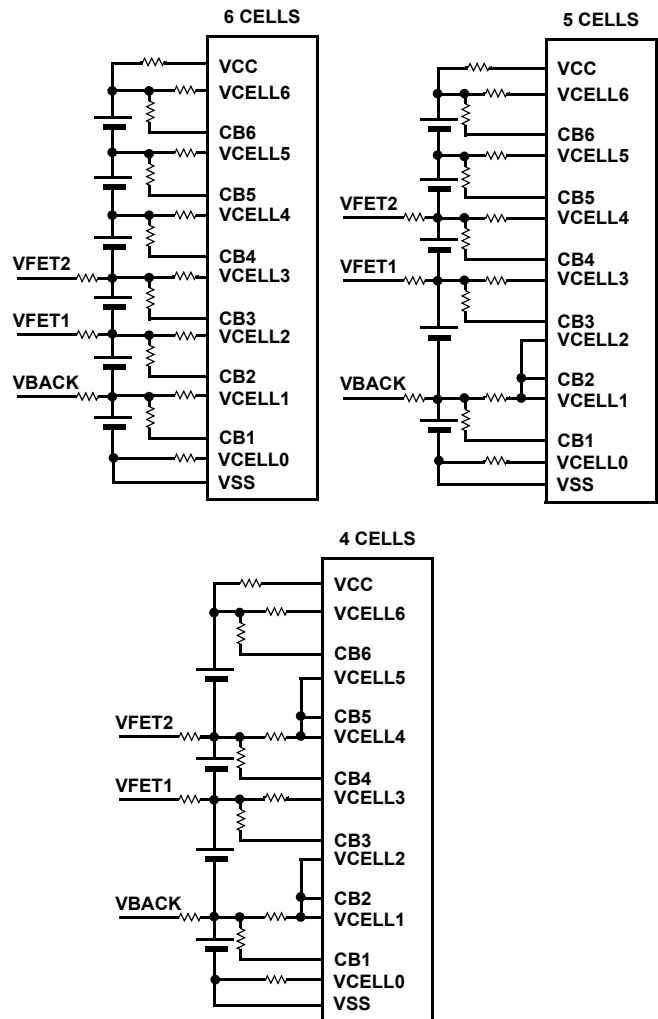 6 CELLS
VCC
VCELL6
CB6
VCELL5
CB5
VCELL4
CB4
VFET2
VCELL3
CB3
VFET1
VCELL2
CB2
VBACK
VCELL1
CB1
VCELL0
VSS
5 CELLS
VCC
VCELL6
CB6
VCELL5
CB5
VFET2
VCELL4
CB4
VFET1
VCELL3
CB3
VCELL2
VBACK
CB2
VCELL1
CB1
VCELL0
VSS
4 CELLS
VCC
VCELL6
CB6
VCELL5
CB5
VFET2
VCELL4
CB4
VFET1
VCELL3
CB3
VCELL2
CB2
VBACK
VCELL1
CB1
VCELL0
VSS